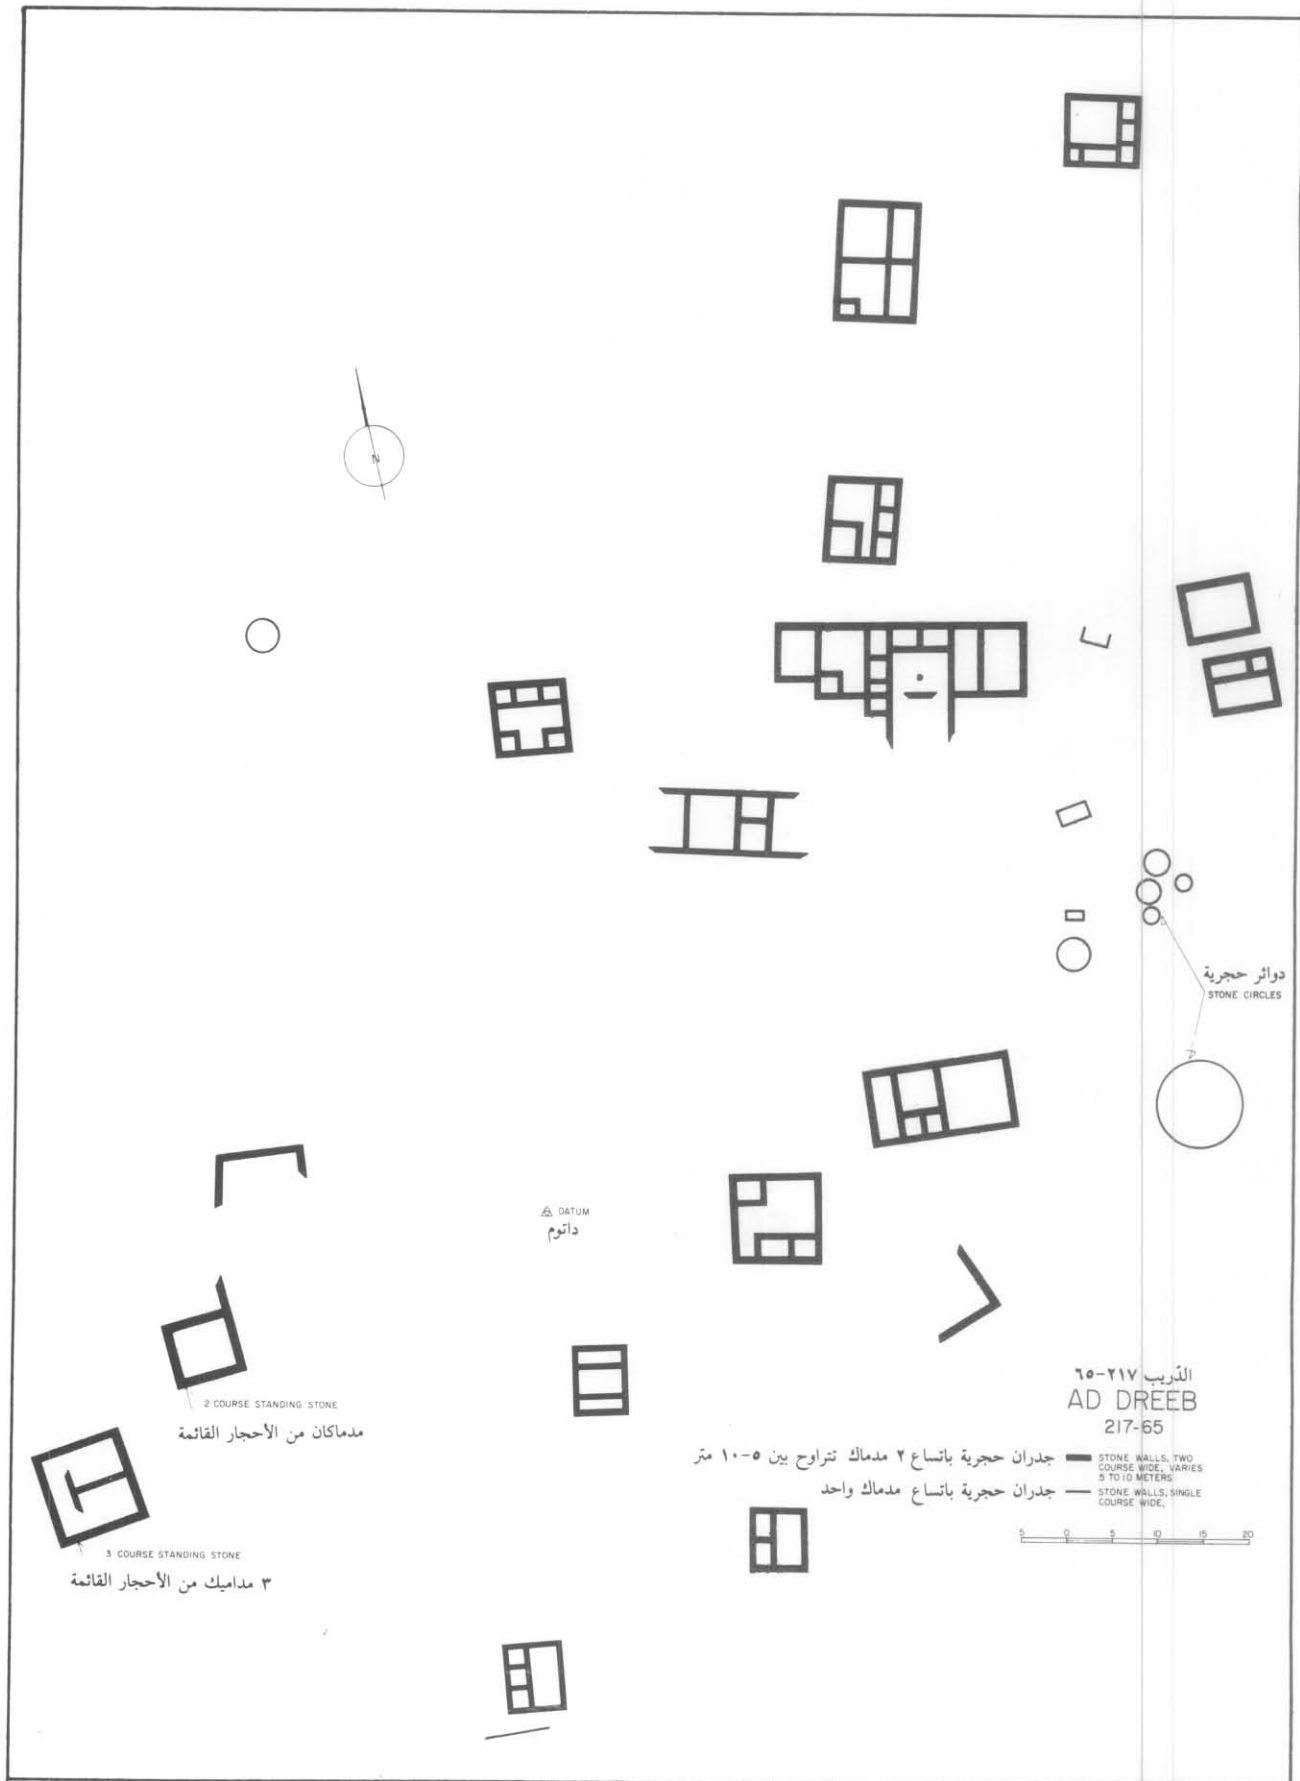 N
دوائر حجرية
STONE CIRCLES
DATUM
داتوم
2 COURSE STANDING STONE
مدماكان من الأحجار القائمة
3 COURSE STANDING STONE
٣ مداميك من الأحجار القائمة
الدّريب ٢١٧-٦٥
AD DREEB
217-65
جدران حجرية باتساع ٢ مدماك تتراوح بين ٥-١٠ متر
STONE WALLS, TWO
COURSE WIDE, VARIES
5 TO 10 METERS
جدران حجرية باتساع مدماك واحد
STONE WALLS, SINGLE
COURSE WIDE,
5 0 5 10 15 20